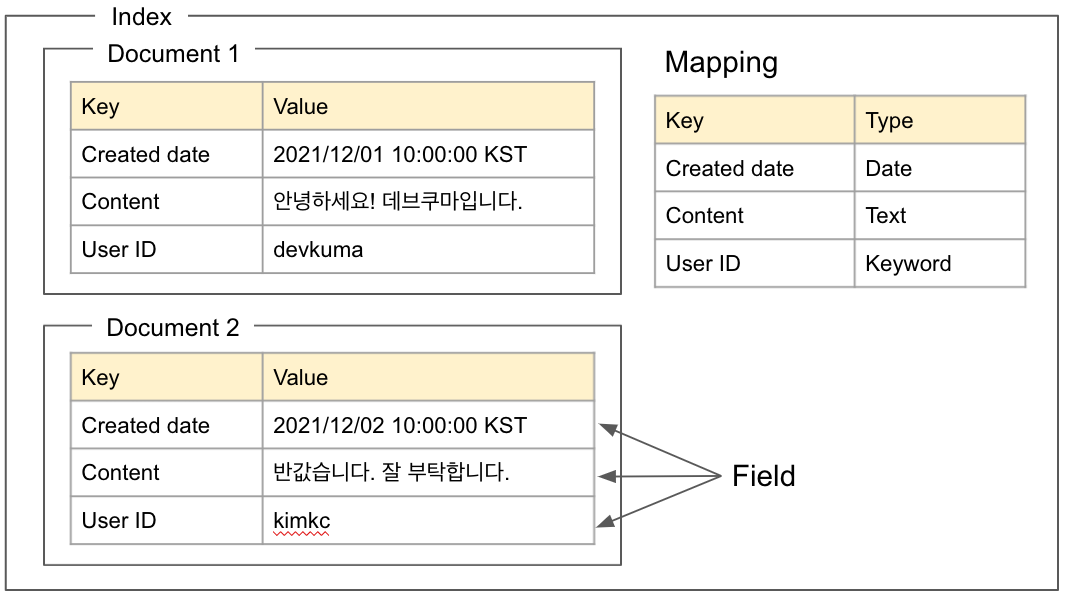 Index
Document 1
Key Value
Created date 2021/12/01 10:00:00 KST
Content 안녕하세요! 데브쿠마입니다.
User ID devkuma
Mapping
Key Type
Created date Date
Content Text
User ID Keyword
Document 2
Key Value
Created date 2021/12/02 10:00:00 KST
Content 반값습니다. 잘 부탁합니다.
User ID kimkc
Field